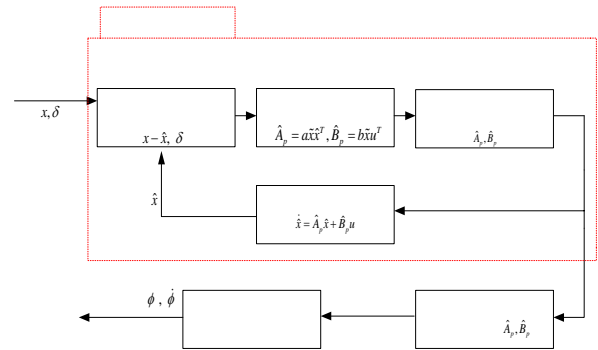 x, δ
x − x̂, δ
Â_p = ax̃x̂^T, B̂_p = bx̃u^T
Â_p, B̂_p
x̂
ẋ̂ = Â_p x̂ + B̂_p u
ϕ , ϕ̇
Â_p, B̂_p